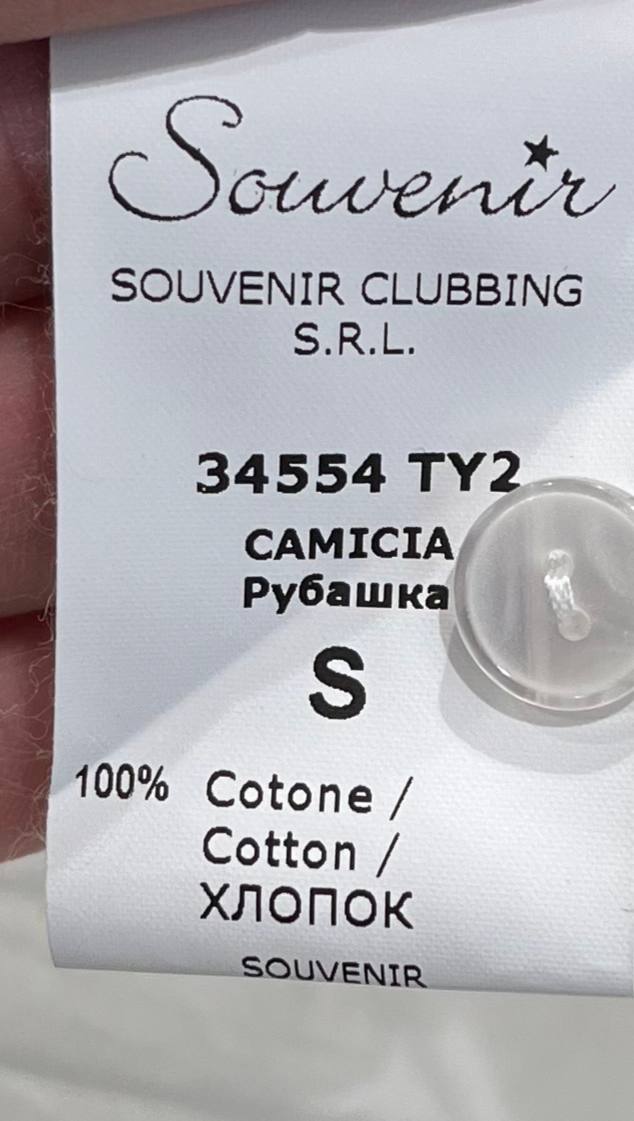 Souvenir
SOUVENIR CLUBBING
S.R.L.
34554 TY2
CAMICIA
Рубашка
S
100% Cotone /
Cotton /
ХЛОПОК
SOUVENIR